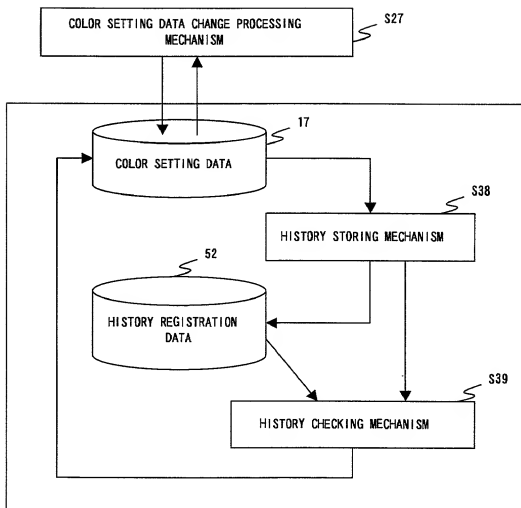 COLOR SETTING DATA CHANGE PROCESSING
MECHANISM
S27
17
COLOR SETTING DATA
S38
HISTORY STORING MECHANISM
52
HISTORY REGISTRATION
DATA
S39
HISTORY CHECKING MECHANISM